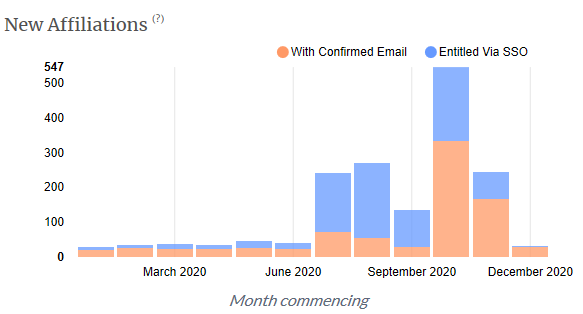 New Affiliations (?)
With Confirmed Email Entitled Via SSO
547
500
400
300
200
100
0
March 2020 June 2020 September 2020 December 2020
Month commencing